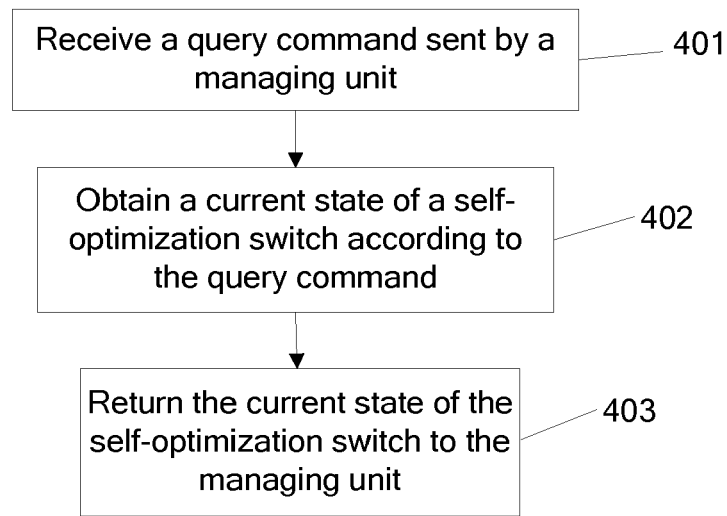 Receive a query command sent by a
managing unit
401
Obtain a current state of a self-
optimization switch according to
the query command
402
Return the current state of the
self-optimization switch to the
managing unit
403